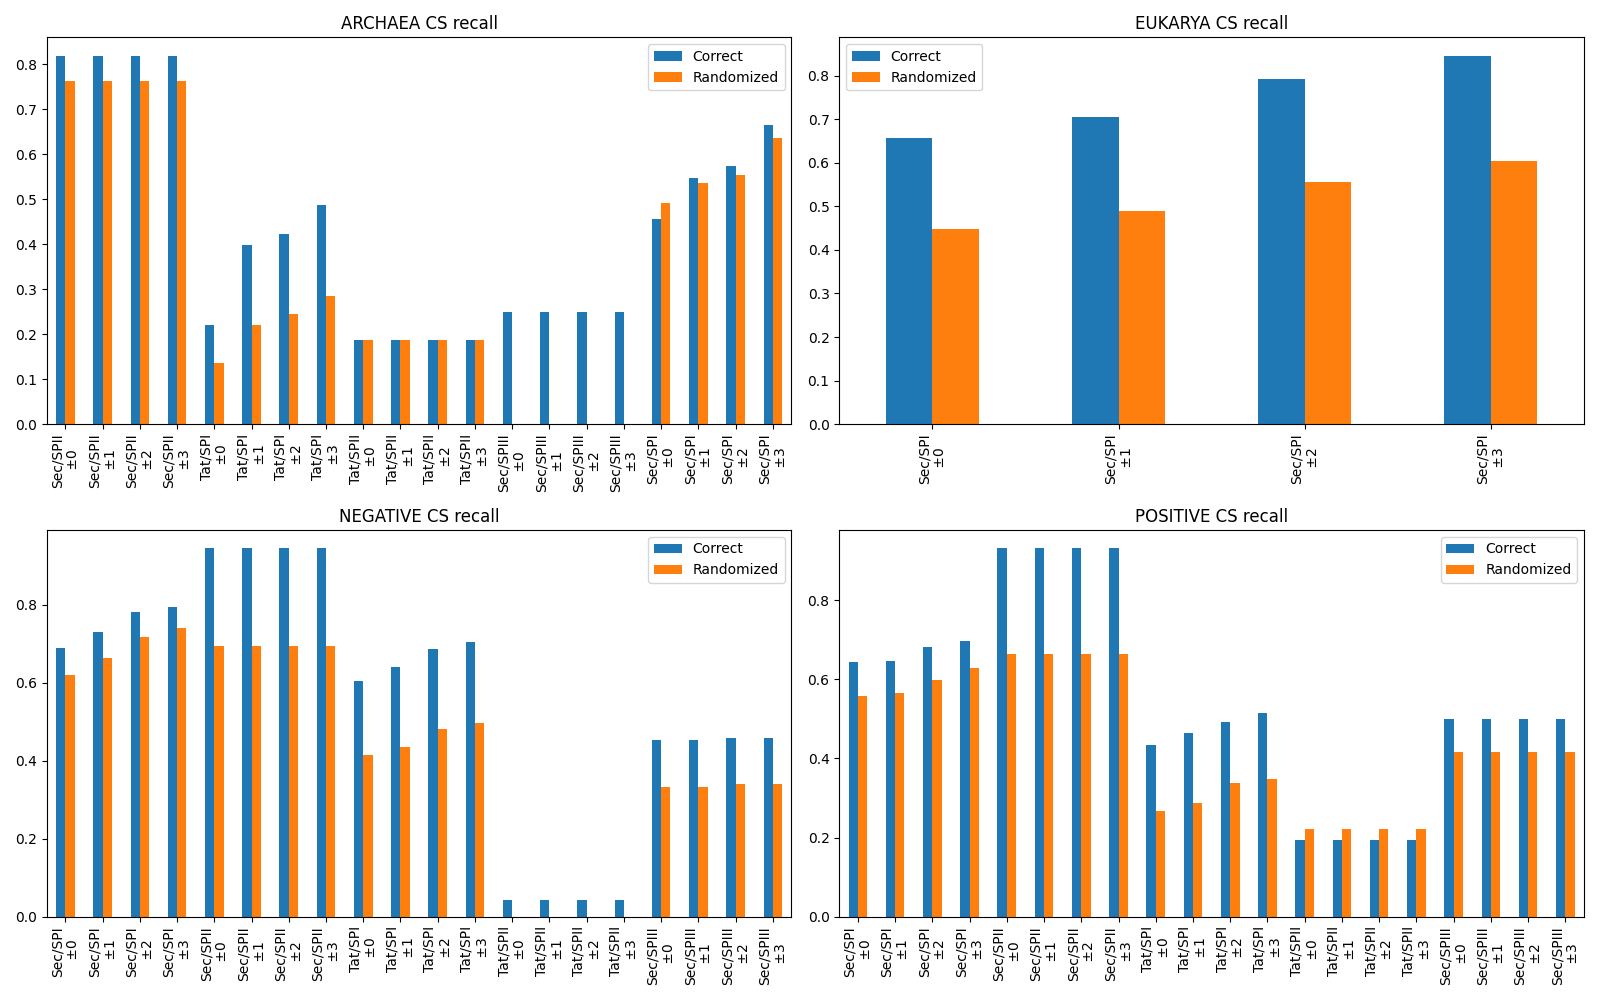 ARCHAEA CS recall
Correct
Randomized
0.8
0.7
0.6
0.5
0.4
0.3
0.2
0.1
0.0
Sec/SPII ±0
Sec/SPII ±1
Sec/SPII ±2
Sec/SPII ±3
Tat/SPI ±0
Tat/SPI ±1
Tat/SPI ±2
Tat/SPI ±3
Tat/SPII ±0
Tat/SPII ±1
Tat/SPII ±2
Tat/SPII ±3
Sec/SPIII ±0
Sec/SPIII ±1
Sec/SPIII ±2
Sec/SPIII ±3
Sec/SPI ±0
Sec/SPI ±1
Sec/SPI ±2
Sec/SPI ±3
EUKARYA CS recall
Correct
Randomized
0.8
0.7
0.6
0.5
0.4
0.3
0.2
0.1
0.0
Sec/SPI ±0
Sec/SPI ±1
Sec/SPI ±2
Sec/SPI ±3
NEGATIVE CS recall
Correct
Randomized
0.8
0.6
0.4
0.2
0.0
Sec/SPI ±0
Sec/SPI ±1
Sec/SPI ±2
Sec/SPI ±3
Sec/SPII ±0
Sec/SPII ±1
Sec/SPII ±2
Sec/SPII ±3
Tat/SPI ±0
Tat/SPI ±1
Tat/SPI ±2
Tat/SPI ±3
Tat/SPII ±0
Tat/SPII ±1
Tat/SPII ±2
Tat/SPII ±3
Sec/SPIII ±0
Sec/SPIII ±1
Sec/SPIII ±2
Sec/SPIII ±3
POSITIVE CS recall
Correct
Randomized
0.8
0.6
0.4
0.2
0.0
Sec/SPI ±0
Sec/SPI ±1
Sec/SPI ±2
Sec/SPI ±3
Sec/SPII ±0
Sec/SPII ±1
Sec/SPII ±2
Sec/SPII ±3
Tat/SPI ±0
Tat/SPI ±1
Tat/SPI ±2
Tat/SPI ±3
Tat/SPII ±0
Tat/SPII ±1
Tat/SPII ±2
Tat/SPII ±3
Sec/SPIII ±0
Sec/SPIII ±1
Sec/SPIII ±2
Sec/SPIII ±3